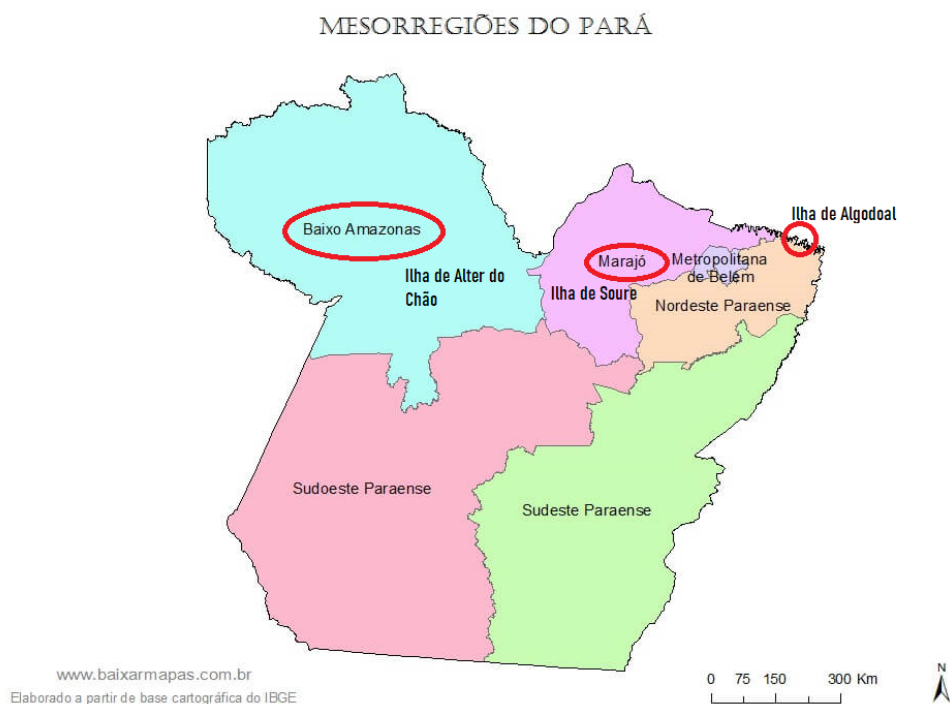 MESORREGIÕES DO PARÁ
Ilha de Algodoal
Baixo Amazonas
Marajó
Metropolitana
de Belém
Ilha de Alter do
Chão
Ilha de Soure
Nordeste Paraense
Sudoeste Paraense
Sudeste Paraense
www.baixarmapas.com.br
Elaborado a partir de base cartográfica do IBGE
0 75 150 300 Km
N